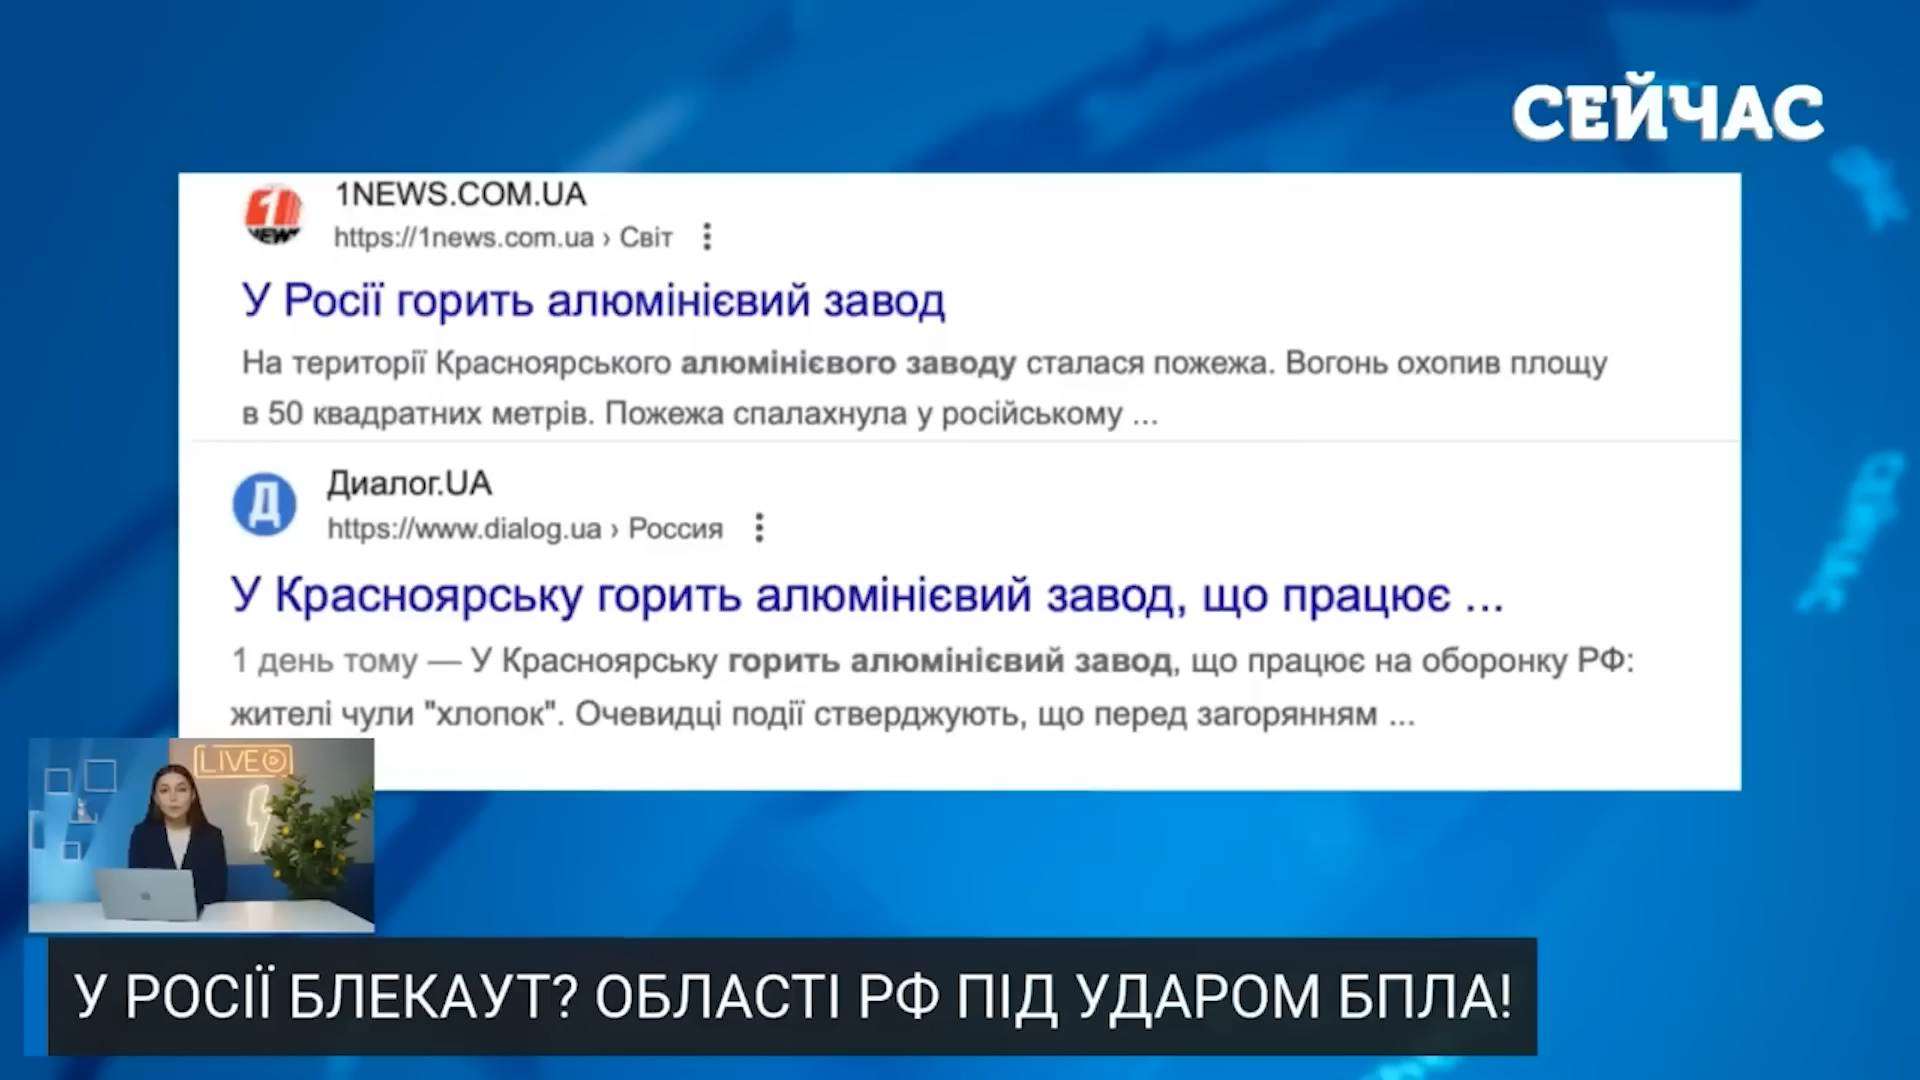 СЕЙЧАС
1 NEWS
1NEWS.COM.UA
https://1news.com.ua › Світ
У Росії горить алюмінієвий завод
На території Красноярського алюмінієвого заводу сталася пожежа. Вогонь охопив площу
в 50 квадратних метрів. Пожежа спалахнула у російському ...
Д
Диалог.UA
https://www.dialog.ua › Россия
У Красноярську горить алюмінієвий завод, що працює ...
1 день тому — У Красноярську горить алюмінієвий завод, що працює на оборонку РФ:
жителі чули "хлопок". Очевидці події стверджують, що перед загорянням ...
LIVE
У РОСІЇ БЛЕКАУТ? ОБЛАСТІ РФ ПІД УДАРОМ БПЛА!